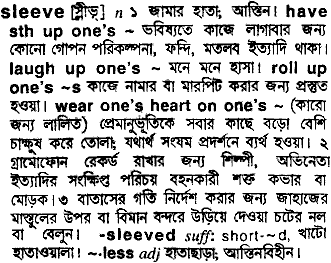 sleeve [স্লীভ্] n ১ জামার হাতা; আস্তিন। have
sth up one's ~ ভবিষ্যতে কাজে লাগাবার জন্য
কোনো গোপন পরিকল্পনা, ফন্দি, মতলব ইত্যাদি থাকা।
laugh up one's ~ মনে মনে হাসা। roll up
one's ~s কাজে নামার বা মারপিট করার জন্য প্রস্তুত
হওয়া। wear one's heart on one's ~ (কারো
জন্য লালিত) প্রেমানুভূতিকে সবার কাছে বড়ো বেশি
চাক্ষুষ করে তোলা; যথার্থ সংযম প্রদর্শনে ব্যর্থ হওয়া। ২
গ্রামোফোন রেকর্ড রাখার জন্য শিল্পী, অভিনেতা
ইত্যাদির সংক্ষিপ্ত পরিচয় বহনকারী শক্ত কভার বা
মোড়ক। ৩ বাতাসের গতি নির্দেশ করার জন্য জাহাজের
মাস্তুলের উপর বা বিমান বন্দরে উড়িয়ে দেওয়া চটের নল
বা বেলুন। -sleeved suff: short-~d, খাটো
হাতাওয়ালা। ~.less adj হাতাছাড়া; আস্তিনবিহীন।